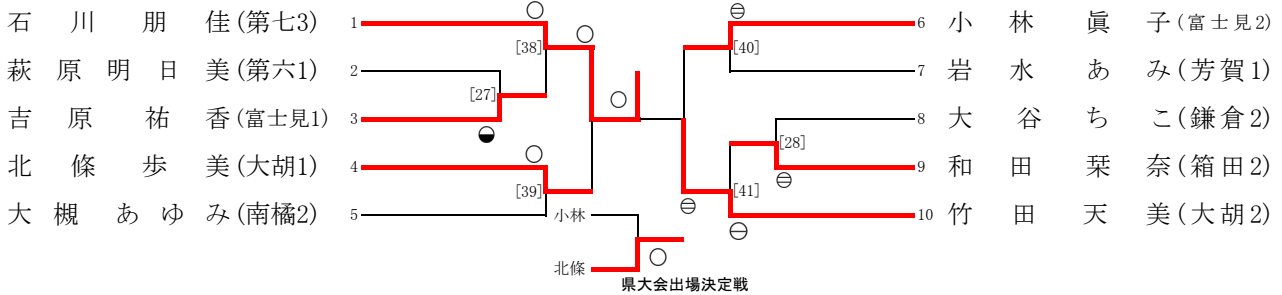 石川朋佳(第七3) 1
萩原明日美(第六1) 2
吉原祐香(富士見1) 3
北條歩美(大胡1) 4
大槻あゆみ(南橘2) 5
[38]
[27]
[39]
[40]
[28]
[41]
6 小林眞子(富士見2)
7 岩水あみ(芳賀1)
8 大谷ちこ(鎌倉2)
9 和田栞奈(箱田2)
10 竹田天美(大胡2)
小林
北條
県大会出場決定戦